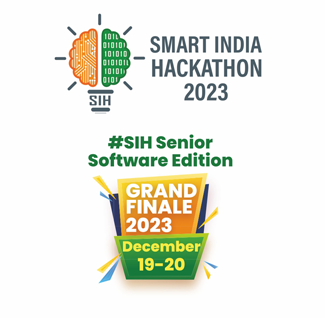 SMART INDIA
HACKATHON
2023
SIH
#SIH Senior
Software Edition
GRAND
FINALE
2023
December
19-20